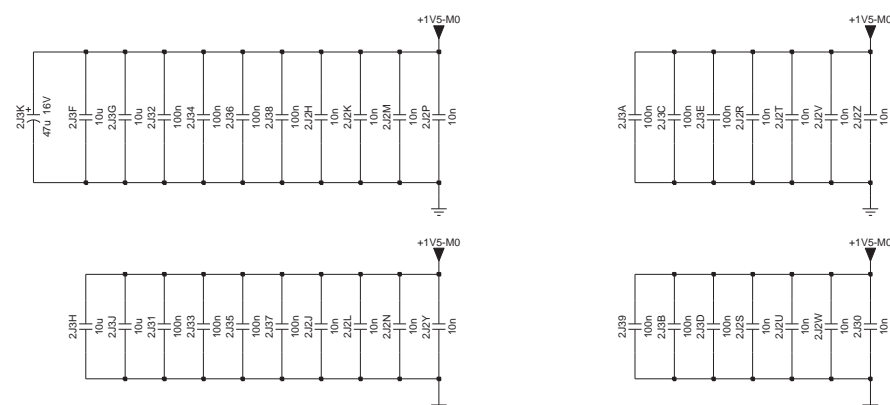 +1V5-M0
2J3K
47u 16V
+
2J3F
10u
2J3G
10u
2J32
100n
2J34
100n
2J36
100n
2J38
100n
2J2H
10n
2J2K
10n
2J2M
10n
2J2P
10n
+1V5-M0
2J3A
100n
2J3C
100n
2J3E
100n
2J2R
10n
2J2T
10n
2J2V
10n
2J2Z
10n
+1V5-M0
2J3H
10u
2J3J
10u
2J31
100n
2J33
100n
2J35
100n
2J37
100n
2J2J
10n
2J2L
10n
2J2N
10n
2J2Y
10n
+1V5-M0
2J39
100n
2J3B
100n
2J3D
100n
2J2S
10n
2J2U
10n
2J2W
10n
2J30
10n